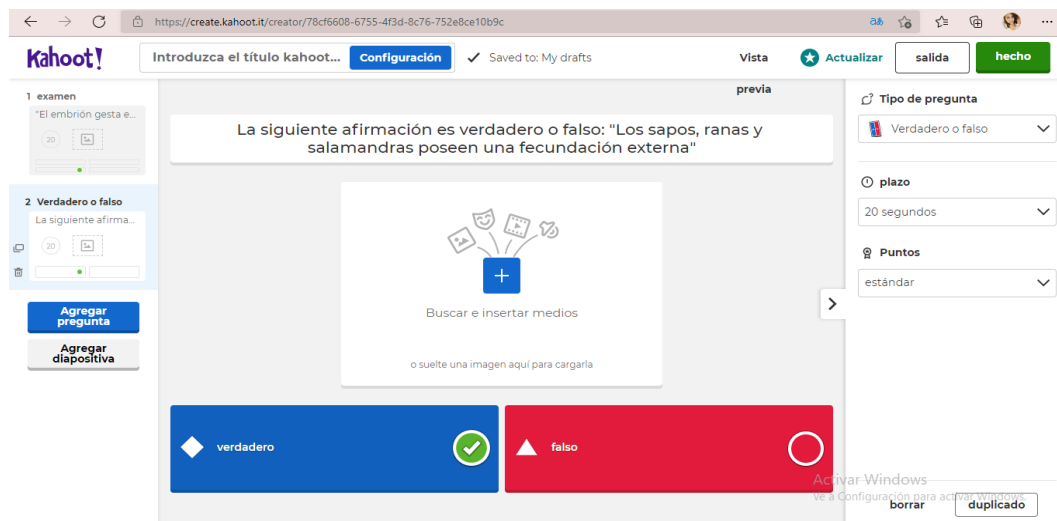 https://create.kahoot.it/creator/78cf6608-6755-4f3d-8c76-752e8ce10b9c
Kahoot!
Introduzca el título kahoot...
Configuración
Saved to: My drafts
Vista previa
Actualizar
salida
hecho
1 examen
"El embrión gesta e...
20
2 Verdadero o falso
La siguiente afirma...
20
Agregar
pregunta
Agregar
diapositiva
La siguiente afirmación es verdadero o falso: "Los sapos, ranas y
salamandras poseen una fecundación externa"
Buscar e insertar medios
o suelte una imagen aquí para cargarla
verdadero
falso
Tipo de pregunta
Verdadero o falso
plazo
20 segundos
Puntos
estándar
Activar Windows
Ve a Configuración para activar Windows.
borrar
duplicado